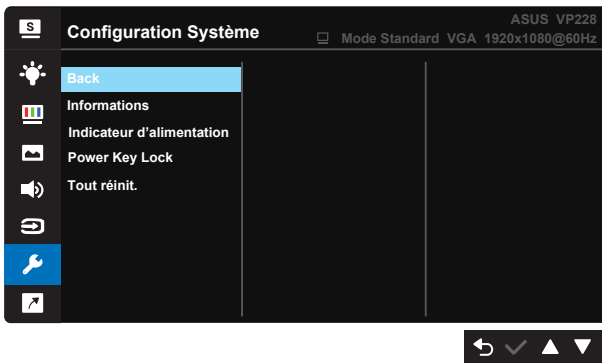 S
Configuration Système
ASUS VP228
Mode Standard VGA 1920x1080@60Hz
Back
Informations
Indicateur d’alimentation
Power Key Lock
Tout réinit.